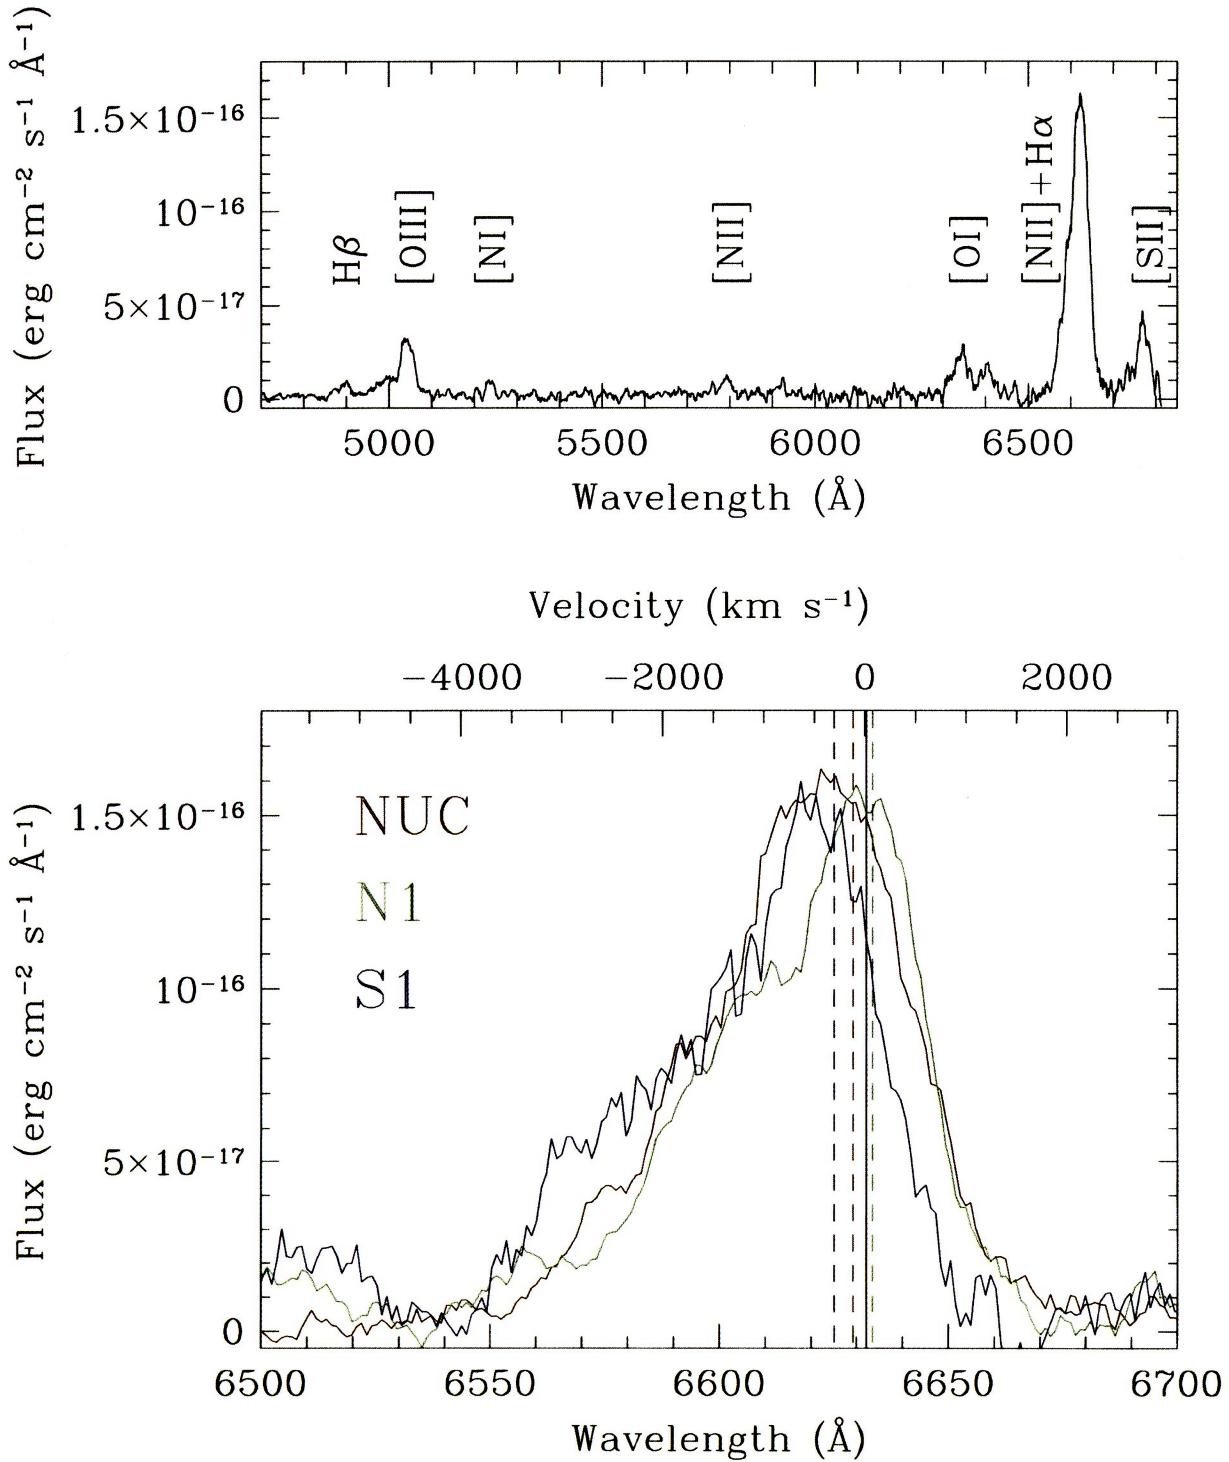 Flux (erg cm⁻² s⁻¹ Å⁻¹)
1.5×10⁻¹⁶
10⁻¹⁶
5×10⁻¹⁷
0
Hβ
[OIII]
[NI]
[NII]
[OI]
[NII]+Hα
[SII]
5000 5500 6000 6500
Wavelength (Å)
Velocity (km s⁻¹)
−4000 −2000 0 2000
Flux (erg cm⁻² s⁻¹ Å⁻¹)
1.5×10⁻¹⁶
10⁻¹⁶
5×10⁻¹⁷
0
NUC
N1
S1
6500 6550 6600 6650 6700
Wavelength (Å)